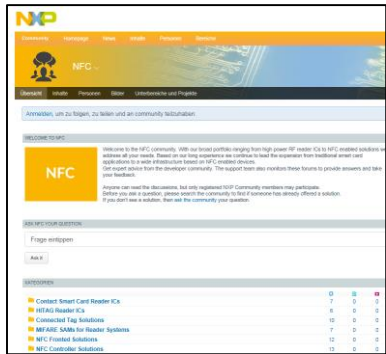 NXP
Community Homepage News Inhalte Personen Bereiche
NFC
Übersicht Inhalte Personen Bilder Unterbereiche und Projekte
Anmelden, um zu folgen, zu teilen und an community teilzuhaben.
WELCOME TO NFC
NFC
Welcome to the NFC community. With our broad portfolio ranging from high power RF reader ICs to NFC enabled solutions we
address all your needs. Based on our long experience we continue to lead the expansion from traditional smart card
applications to a wide infrastructure based on NFC enabled devices.
Get expert advice from the developer community. The support team also monitors these forums to provide answers and take
your feedback.
Anyone can read the discussions, but only registered NXP Community members may participate.
Before you ask a question, please search the community to find if someone has already offered a solution.
If you don't see a solution, then ask the community your question.
ASK NFC YOUR QUESTION
Frage eintippen
Ask it
CATEGORIES
Contact Smart Card Reader ICs 7 0 0
HITAG Reader ICs 6 0 0
Connected Tag Solutions 10 0 0
MIFARE SAMs for Reader Systems 7 0 0
NFC Fronted Solutions 12 0 0
NFC Controller Solutions 13 0 0